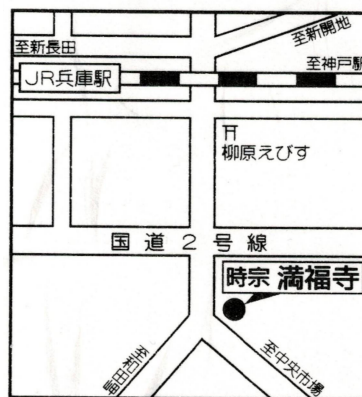 至新開地
至新長田
至神戸駅
JR兵庫駅
柳原えびす
国道2号線
時宗 満福寺
至吉田町
至中央市場